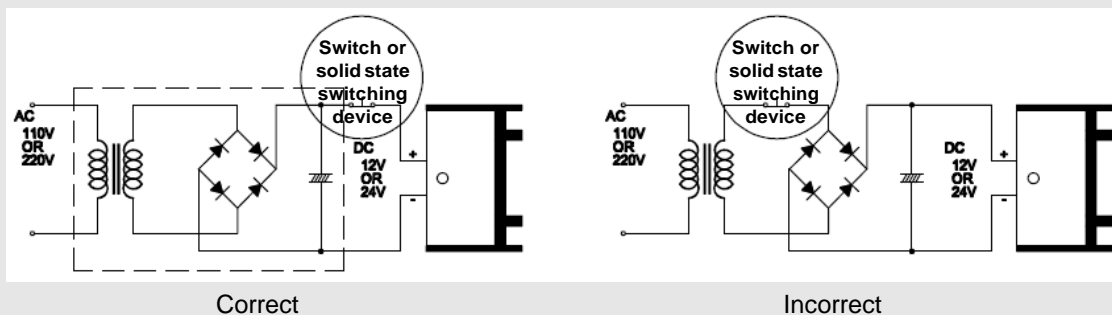 Switch or
solid state
switching
device
AC
110V
OR
220V
DC
12V
OR
24V
+
-
Correct
Switch or
solid state
switching
device
AC
110V
OR
220V
DC
12V
OR
24V
+
-
Incorrect